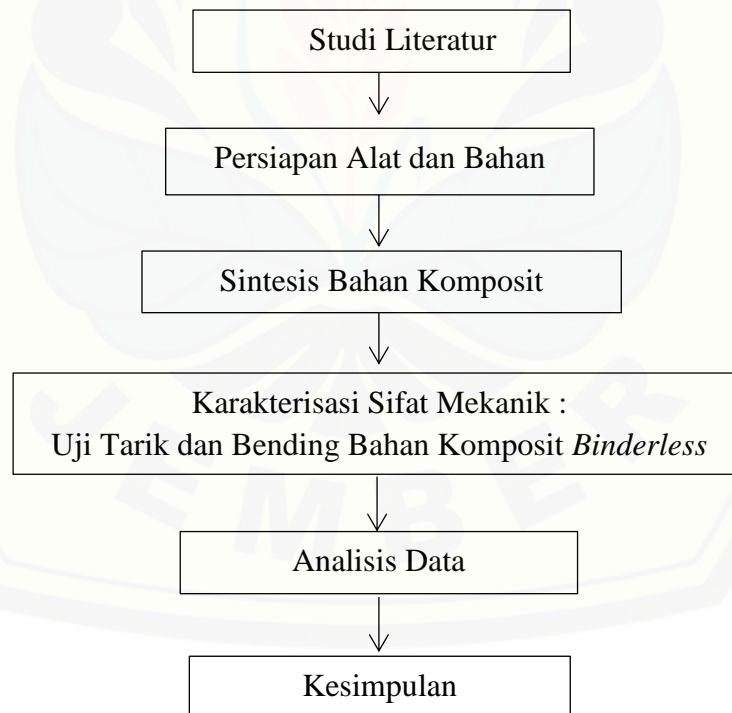 Studi Literatur
Persiapan Alat dan Bahan
Sintesis Bahan Komposit
Karakterisasi Sifat Mekanik :
Uji Tarik dan Bending Bahan Komposit Binderless
JEMBER
Analisis Data
Kesimpulan